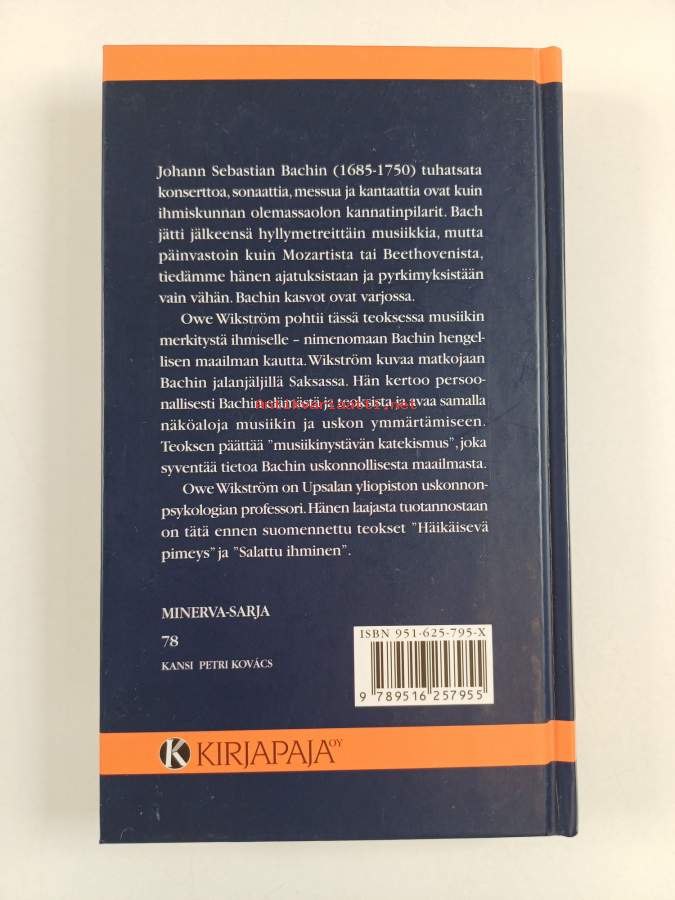 Johann Sebastian Bachin (1685-1750) tuhatsata
konserttoa, sonaattia, messua ja kantaattia ovat kuin
ihmiskunnan olemassaolon kannatinpilarit. Bach
jätti jälkeensä hyllymetreittäin musiikkia, mutta
päinvastoin kuin Mozartista tai Beethovenista,
tiedämme hänen ajatuksistaan ja pyrkimyksistään
vain vähän. Bachin kasvot ovat varjossa.
Owe Wikström pohtii tässä teoksessa musiikin
merkitystä ihmiselle – nimenomaan Bachin hengel-
lisen maailman kautta. Wikström kuvaa matkojaan
Bachin jalanjäljillä Saksassa. Hän kertoo persoo-
nallisesti Bachin elämästä ja teoksista ja avaa samalla
näköaloja musiikin ja uskon ymmärtämiseen.
Teoksen päättää "musiikinystävän katekismus", joka
syventää tietoa Bachin uskonnollisesta maailmasta.
Owe Wikström on Upsalan yliopiston uskonnon-
psykologian professori. Hänen laajasta tuotannostaan
on tätä ennen suomennettu teokset "Häikäisevä
pimeys" ja "Salattu ihminen".
MINERVA-SARJA
78
KANSI PETRI KOVÁCS
ISBN 951-625-795-X
9 789516 257955
K KIRJAPAJA OY